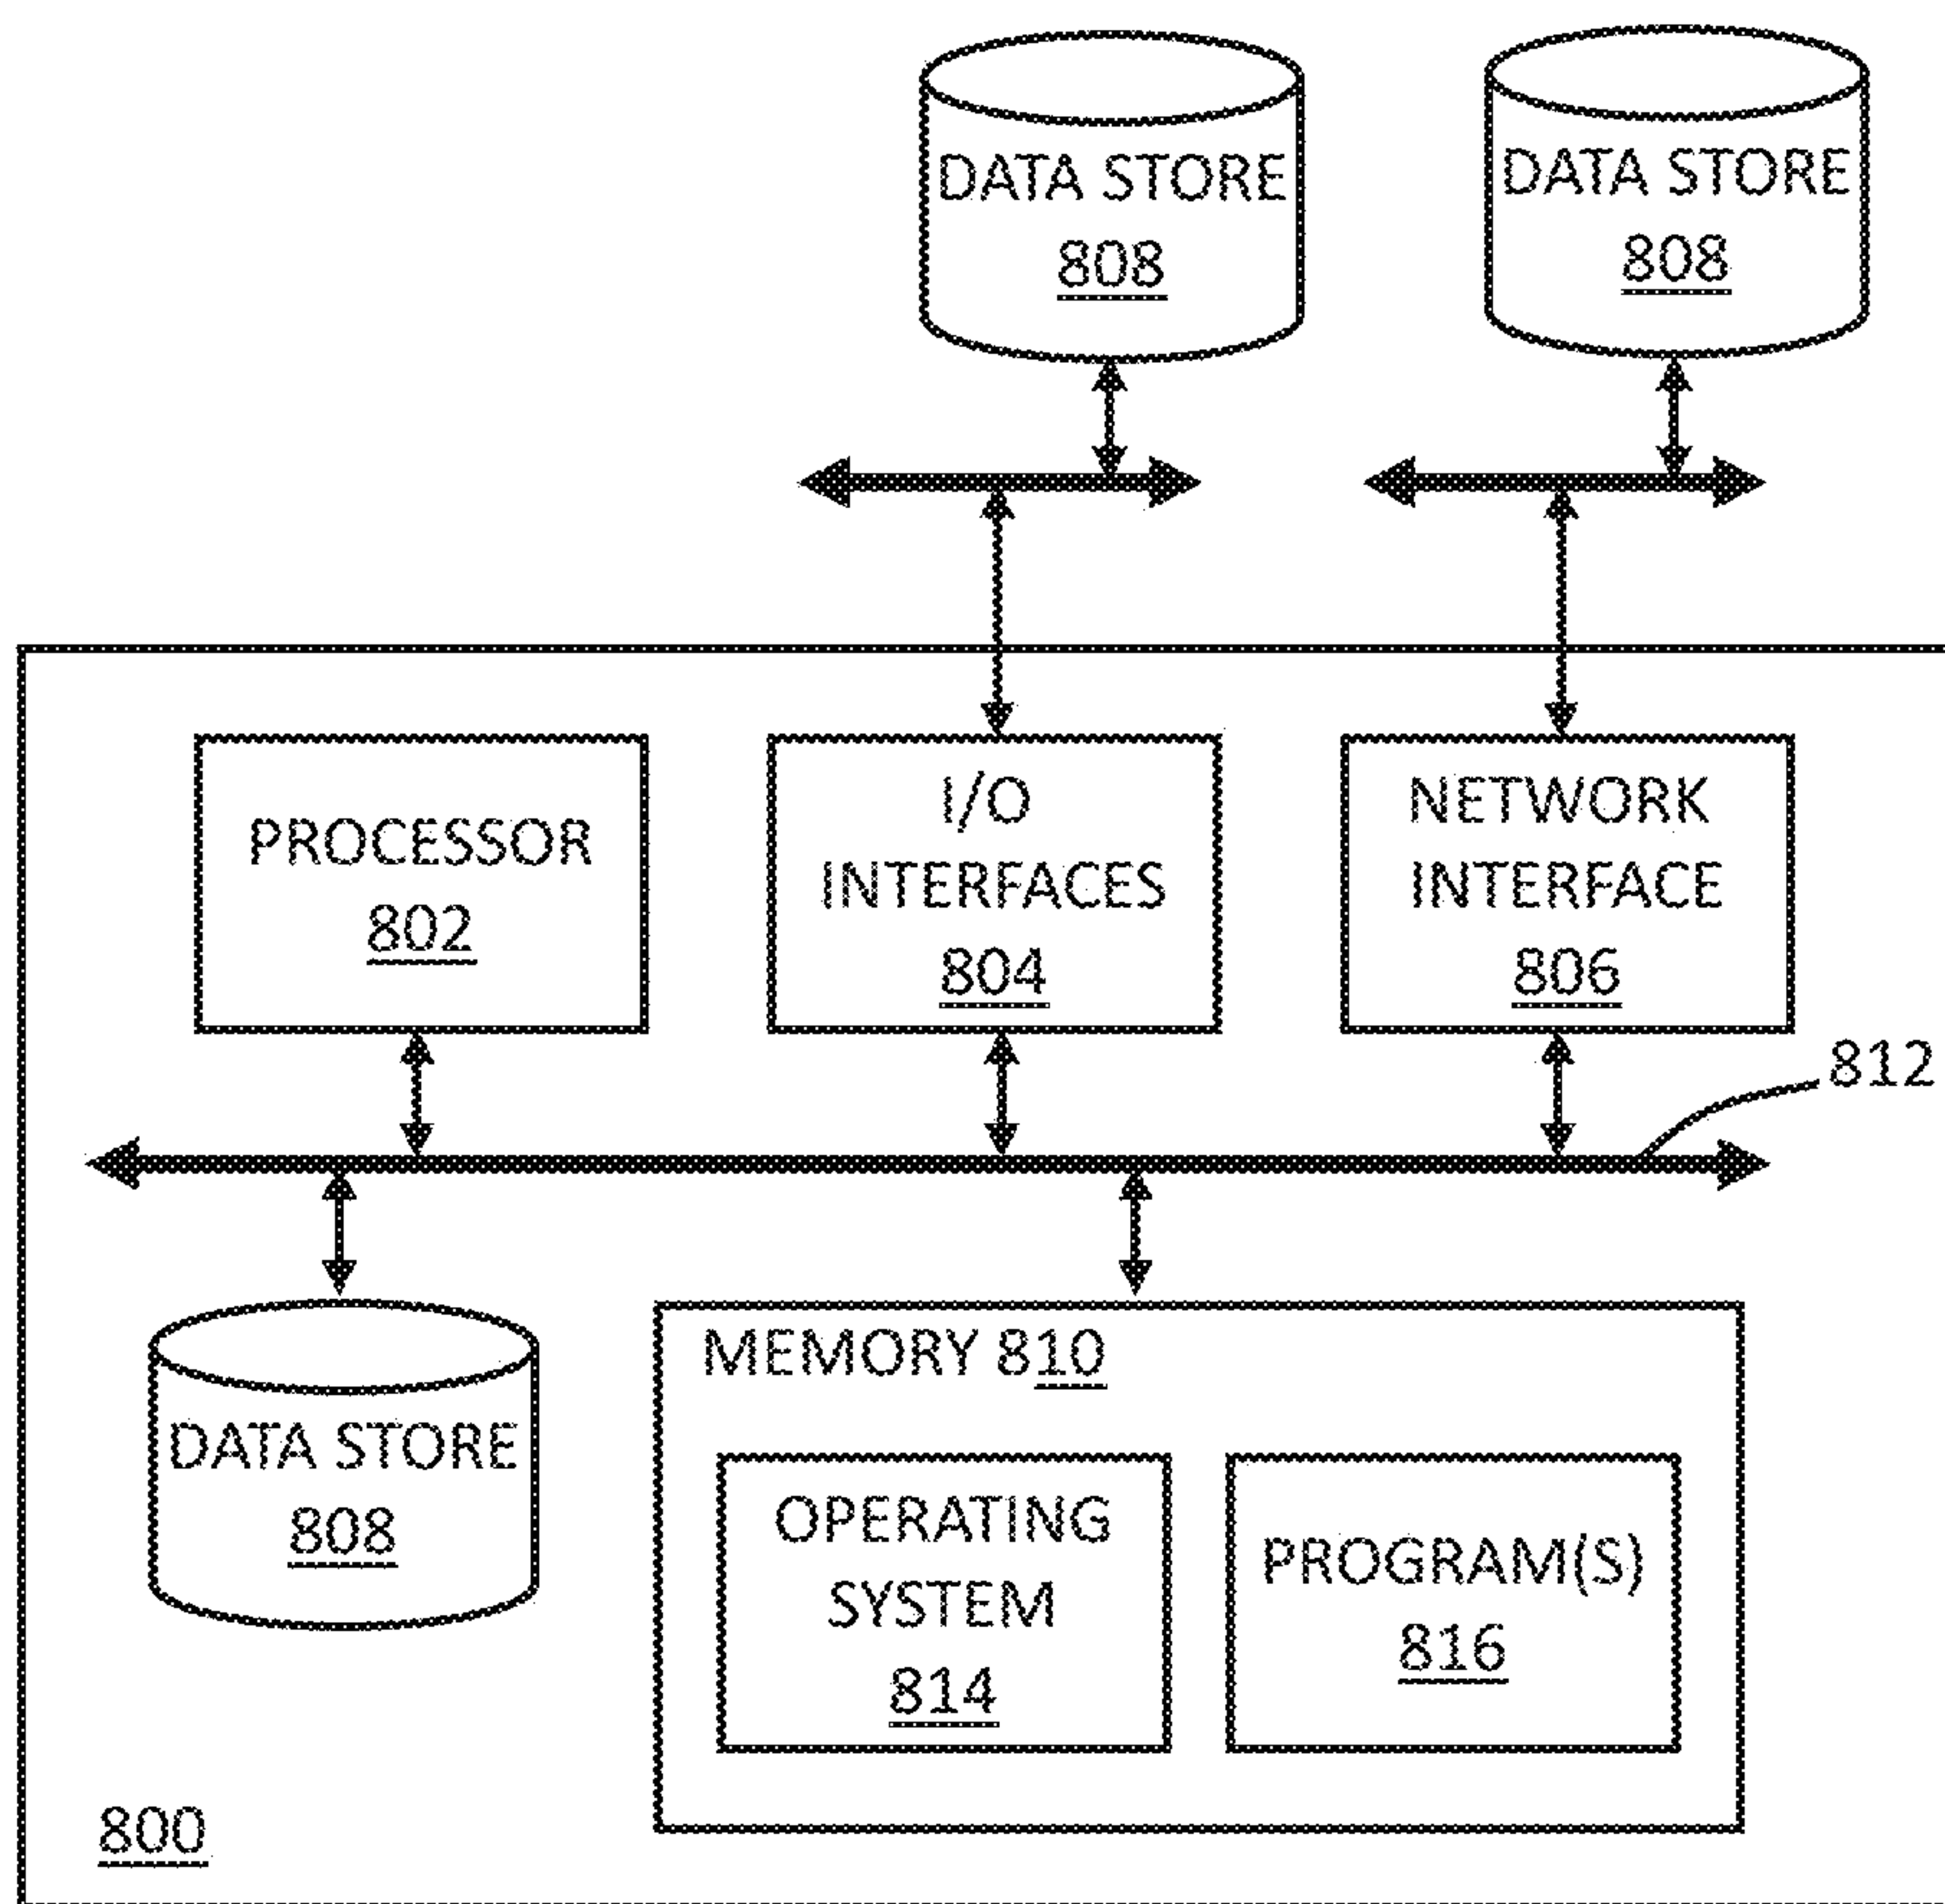 DATA STORE
808
DATA STORE
808
PROCESSOR
802
I/O
INTERFACES
804
NETWORK
INTERFACE
806
812
DATA STORE
808
MEMORY 810
OPERATING
SYSTEM
814
PROGRAM(S)
816
800